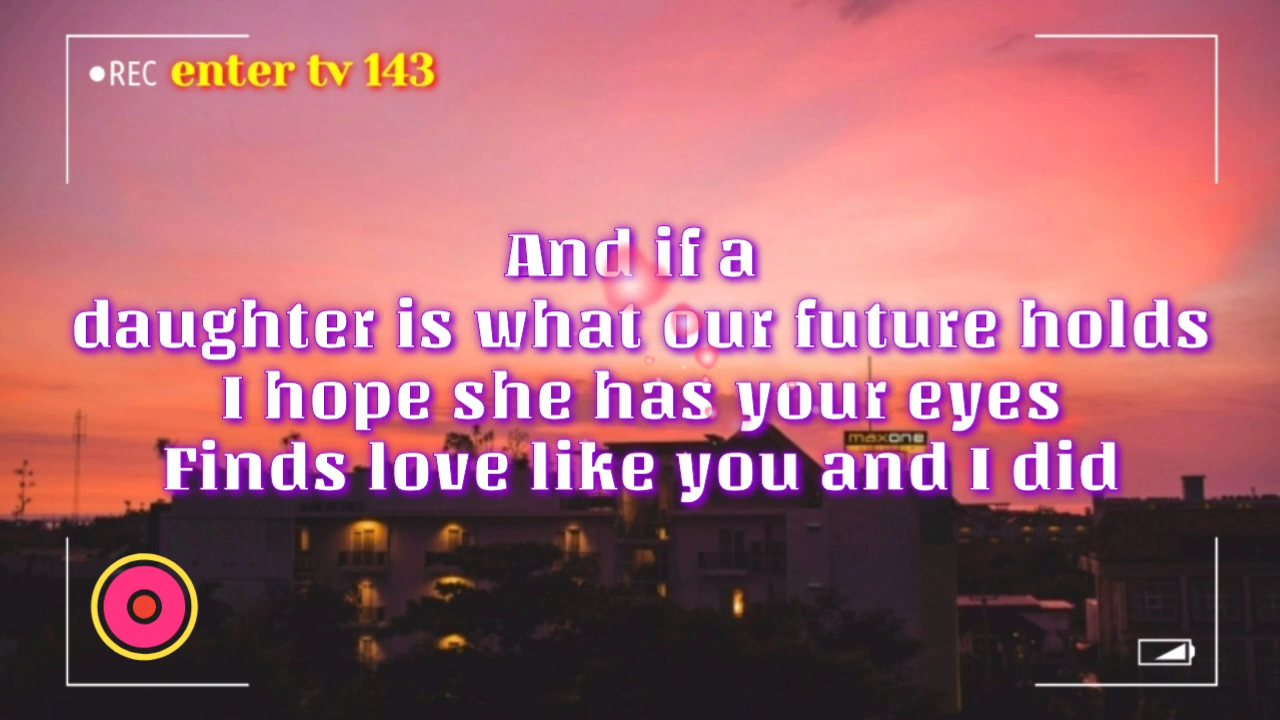 REC enter tv 143
And if a
daughter is what our future holds
I hope she has your eyes
maxone
Finds love like you and I did